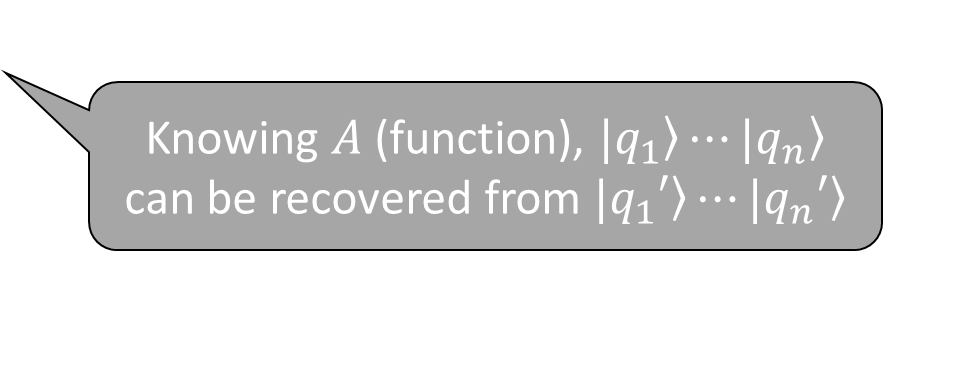 Knowing A (function), |q₁⟩⋯|qₙ⟩
can be recovered from |q₁′⟩⋯|qₙ′⟩